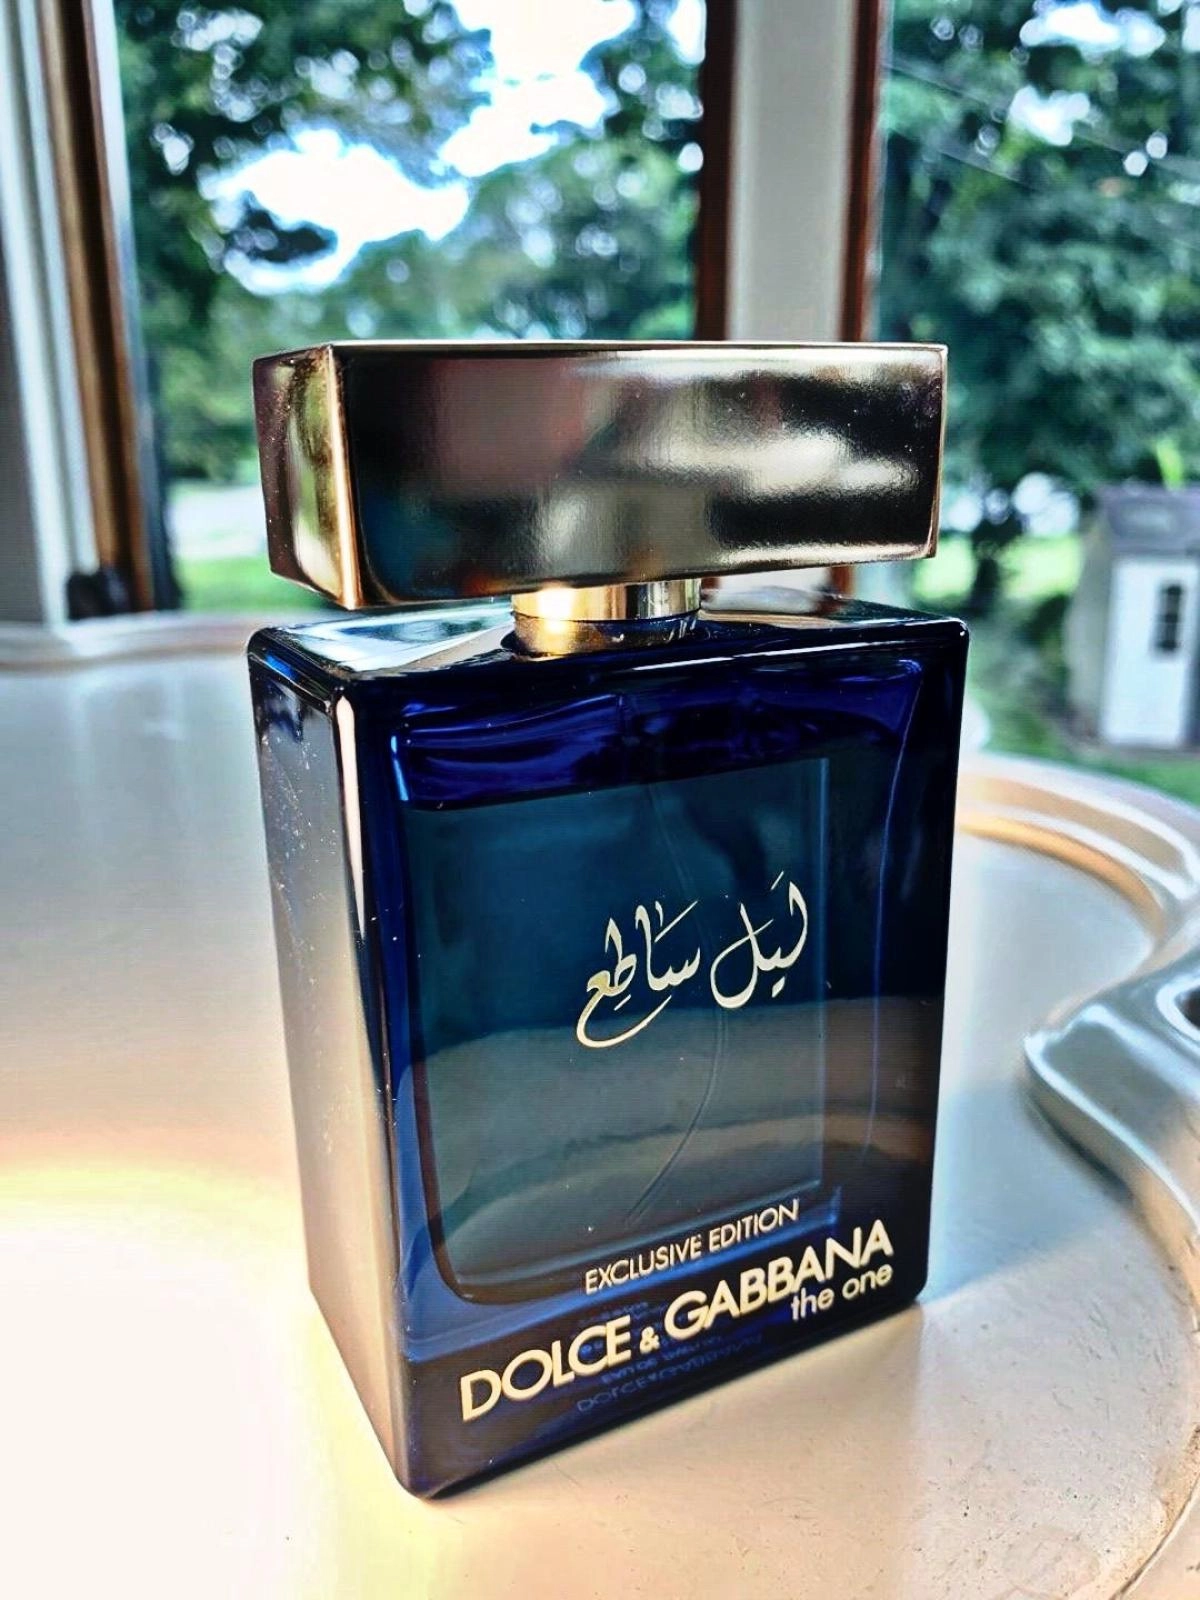 ليل ساطع
EXCLUSIVE EDITION
DOLCE & GABBANA
the one